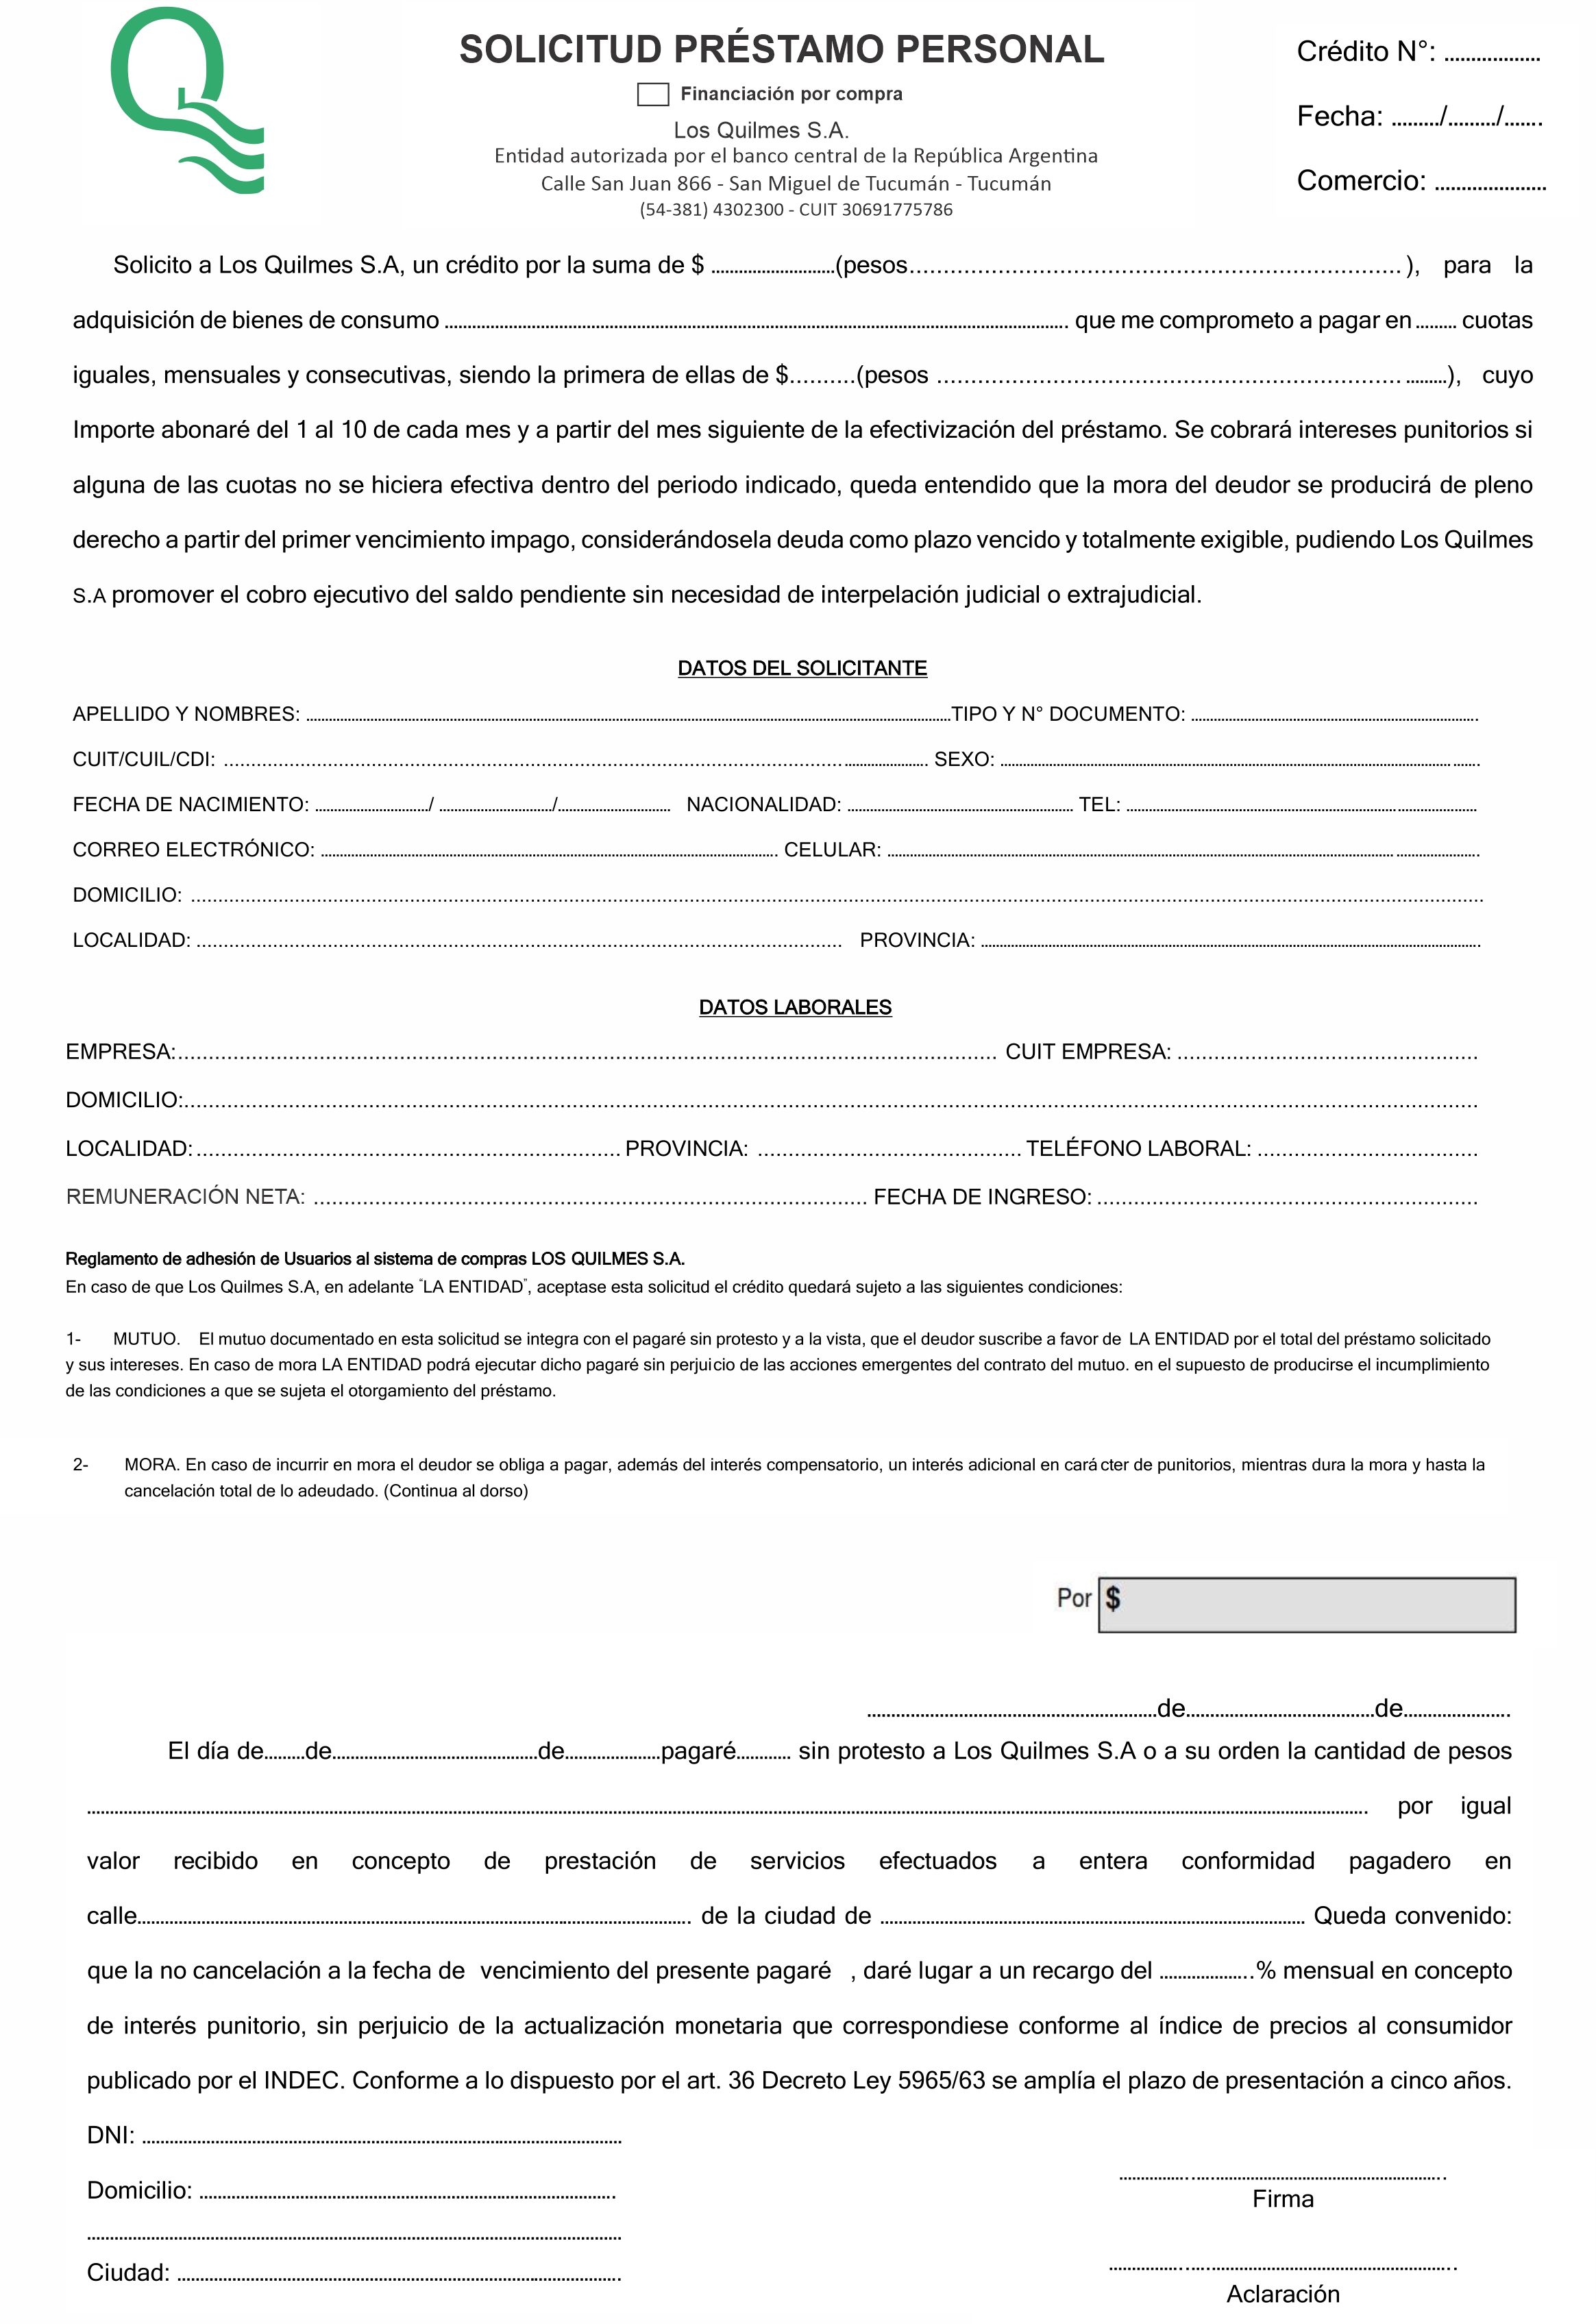 SOLICITUD PRÉSTAMO PERSONAL
Financiación por compra
Los Quilmes S.A.
Entidad autorizada por el banco central de la República Argentina
Calle San Juan 866 - San Miguel de Tucumán - Tucumán
(54-381) 4302300 - CUIT 30691775786
Crédito N°: ..................
Fecha: ........./........./.......
Comercio: .....................
Solicito a Los Quilmes S.A, un crédito por la suma de $ ...........................(pesos........................................................................), para la
adquisición de bienes de consumo ........................................................................ que me comprometo a pagar en ......... cuotas
iguales, mensuales y consecutivas, siendo la primera de ellas de $..........(pesos ........................................................................), cuyo
Importe abonaré del 1 al 10 de cada mes y a partir del mes siguiente de la efectivización del préstamo. Se cobrará intereses punitorios si
alguna de las cuotas no se hiciera efectiva dentro del periodo indicado, queda entendido que la mora del deudor se producirá de pleno
derecho a partir del primer vencimiento impago, considerándosela deuda como plazo vencido y totalmente exigible, pudiendo Los Quilmes
S.A promover el cobro ejecutivo del saldo pendiente sin necesidad de interpelación judicial o extrajudicial.
DATOS DEL SOLICITANTE
APELLIDO Y NOMBRES: ........................................................................TIPO Y N° DOCUMENTO: ........................................
CUIT/CUIL/CDI: ........................................................................ SEXO: ........................................................................
FECHA DE NACIMIENTO: ......................../ ......................../........................ NACIONALIDAD: ........................................ TEL: ........................................
CORREO ELECTRÓNICO: ........................................................................ CELULAR: ........................................................................
DOMICILIO: ........................................................................................................................
LOCALIDAD: ........................................................................ PROVINCIA: ........................................................................
DATOS LABORALES
EMPRESA:........................................................................ CUIT EMPRESA: ........................................
DOMICILIO:........................................................................................................................
LOCALIDAD:........................................ PROVINCIA: ........................................ TELÉFONO LABORAL: ........................................
REMUNERACIÓN NETA: ........................................................................ FECHA DE INGRESO: ........................................
Reglamento de adhesión de Usuarios al sistema de compras LOS QUILMES S.A.
En caso de que Los Quilmes S.A, en adelante "LA ENTIDAD", aceptase esta solicitud el crédito quedará sujeto a las siguientes condiciones:
1- MUTUO. El mutuo documentado en esta solicitud se integra con el pagaré sin protesto y a la vista, que el deudor suscribe a favor de LA ENTIDAD por el total del préstamo solicitado
y sus intereses. En caso de mora LA ENTIDAD podrá ejecutar dicho pagaré sin perjuicio de las acciones emergentes del contrato del mutuo. en el supuesto de producirse el incumplimiento
de las condiciones a que se sujeta el otorgamiento del préstamo.
2- MORA. En caso de incurrir en mora el deudor se obliga a pagar, además del interés compensatorio, un interés adicional en carácter de punitorios, mientras dura la mora y hasta la
cancelación total de lo adeudado. (Continua al dorso)
Por $
................................................................de.........................................de.......................
El día de.........de.............................................de.....................pagaré............ sin protesto a Los Quilmes S.A o a su orden la cantidad de pesos
........................................................................................................................ por igual
valor recibido en concepto de prestación de servicios efectuados a entera conformidad pagadero en
calle........................................................................ de la ciudad de ........................................................................ Queda convenido:
que la no cancelación a la fecha de vencimiento del presente pagaré , daré lugar a un recargo del .....................% mensual en concepto
de interés punitorio, sin perjuicio de la actualización monetaria que correspondiese conforme al índice de precios al consumidor
publicado por el INDEC. Conforme a lo dispuesto por el art. 36 Decreto Ley 5965/63 se amplía el plazo de presentación a cinco años.
DNI: ........................................................................
Domicilio: ........................................................................
........................................................................
Ciudad: ........................................................................
........................................................................
Firma
........................................................................
Aclaración